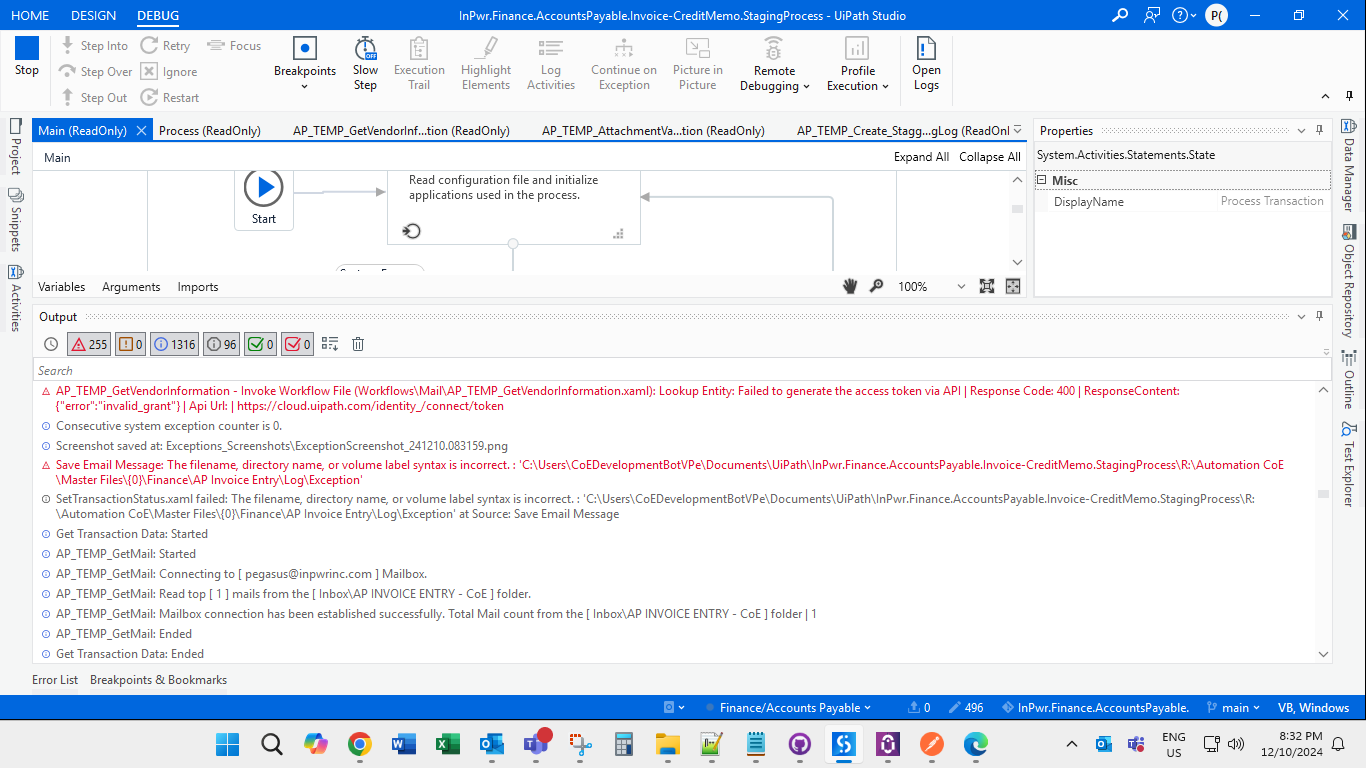 HOME DESIGN DEBUG
InPwr.Finance.AccountsPayable.Invoice-CreditMemo.StagingProcess - UiPath Studio
P(
Stop
Step Into Retry Focus
Step Over Ignore
Step Out Restart
Breakpoints
Slow Step
Execution Trail
Highlight Elements
Log Activities
Continue on Exception
Picture in Picture
Remote Debugging
Profile Execution
Open Logs
Main (ReadOnly)
Process (ReadOnly)
AP_TEMP_GetVendorInf...tion (ReadOnly)
AP_TEMP_AttachmentVa...tion (ReadOnly)
AP_TEMP_Create_Stagg...gLog (ReadOnl
Main
Expand All Collapse All
Start
Read configuration file and initialize
applications used in the process.
Variables Arguments Imports
100%
Properties
System.Activities.Statements.State
Misc
DisplayName Process Transaction
Project
Snippets
Activities
Data Manager
Object Repository
Outline
Test Explorer
Output
255 0 1316 96 0 0
Search
AP_TEMP_GetVendorInformation - Invoke Workflow File (Workflows\Mail\AP_TEMP_GetVendorInformation.xaml): Lookup Entity: Failed to generate the access token via API | Response Code: 400 | ResponseContent:
{"error":"invalid_grant"} | Api Url: | https://cloud.uipath.com/identity_/connect/token
Consecutive system exception counter is 0.
Screenshot saved at: Exceptions_Screenshots\ExceptionScreenshot_241210.083159.png
Save Email Message: The filename, directory name, or volume label syntax is incorrect. : 'C:\Users\CoEDevelopmentBotVPe\Documents\UiPath\InPwr.Finance.AccountsPayable.Invoice-CreditMemo.StagingProcess\R:\Automation CoE
\Master Files\{0}\Finance\AP Invoice Entry\Log\Exception'
SetTransactionStatus.xaml failed: The filename, directory name, or volume label syntax is incorrect. : 'C:\Users\CoEDevelopmentBotVPe\Documents\UiPath\InPwr.Finance.AccountsPayable.Invoice-CreditMemo.StagingProcess\R:
\Automation CoE\Master Files\{0}\Finance\AP Invoice Entry\Log\Exception' at Source: Save Email Message
Get Transaction Data: Started
AP_TEMP_GetMail: Started
AP_TEMP_GetMail: Connecting to [ pegasus@inpwrinc.com ] Mailbox.
AP_TEMP_GetMail: Read top [ 1 ] mails from the [ Inbox\AP INVOICE ENTRY - CoE ] folder.
AP_TEMP_GetMail: Mailbox connection has been established successfully. Total Mail count from the [ Inbox\AP INVOICE ENTRY - CoE ] folder | 1
AP_TEMP_GetMail: Ended
Get Transaction Data: Ended
Error List Breakpoints & Bookmarks
Finance/Accounts Payable
0 496
InPwr.Finance.AccountsPayable.
main
VB, Windows
ENG
US
8:32 PM
12/10/2024